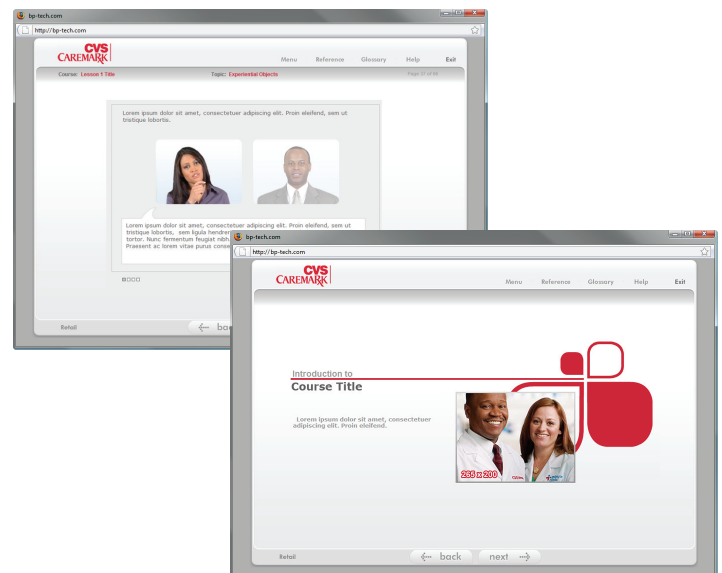 bp-tech.com
http://bp-tech.com
CVS
CAREMARK
Menu Reference Glossary Help Exit
Course: Lesson 1 Title Topic: Experiential Objects
Lorem ipsum dolor sit amet, consectetuer adipiscing elit. Proin eleifend, sem ut
tristique lobortis.
Lorem ipsum dolor sit amet, consectetuer adipiscing elit. Proin eleifend, sem ut
tristique lobortis, sem ligula hendrer
tortor. Nunc fermentum feugiat nibh.
Praesent ac lorem vitae purus conse
Retail
bac
bp-tech.com
http://bp-tech.com
CVS
CAREMARK
Menu Reference Glossary Help Exit
Introduction to
Course Title
Lorem ipsum dolor sit amet, consectetuer
adipiscing elit. Proin eleifend.
265 x 200
Retail
back next